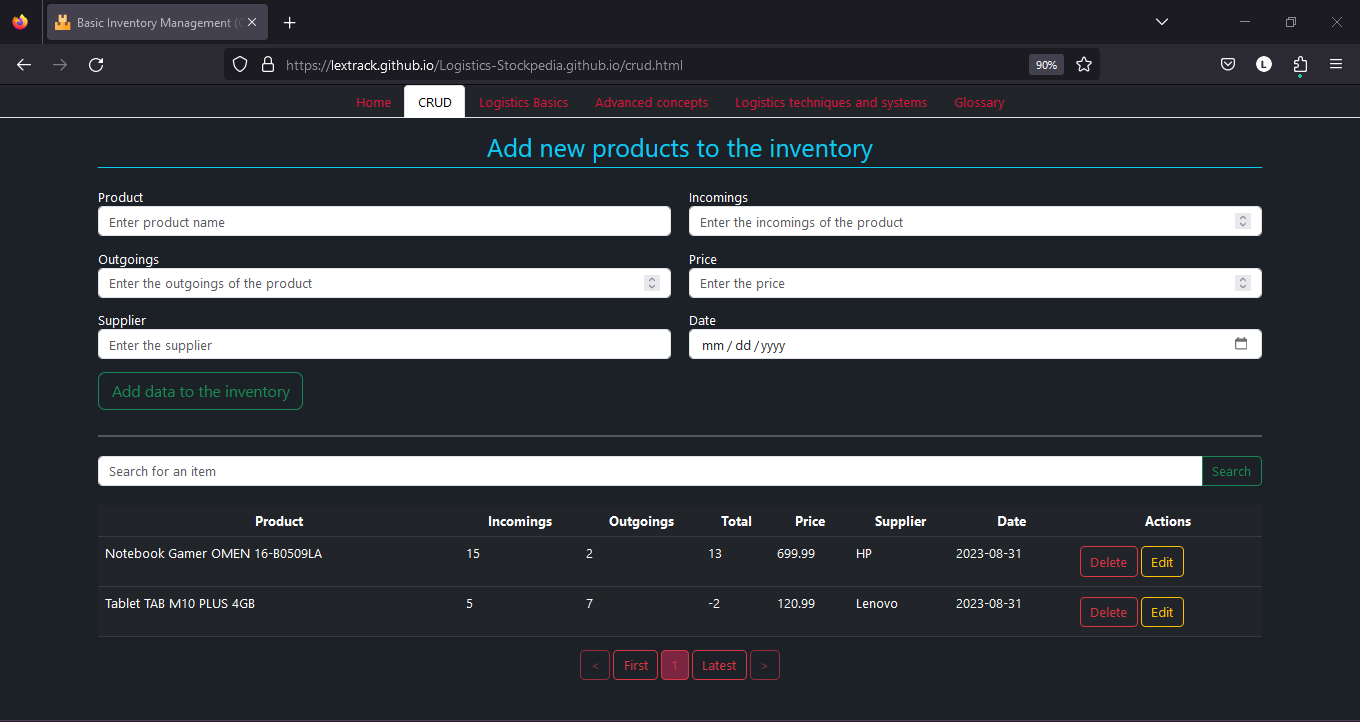 Basic Inventory Management (
https://lextrack.github.io/Logistics-Stockpedia.github.io/crud.html
90%
L
Home CRUD Logistics Basics Advanced concepts Logistics techniques and systems Glossary
Add new products to the inventory
Product Incomings
Enter product name Enter the incomings of the product
Outgoings Price
Enter the outgoings of the product Enter the price
Supplier Date
Enter the supplier mm / dd / yyyy
Add data to the inventory
Search for an item Search
Product Incomings Outgoings Total Price Supplier Date Actions
Notebook Gamer OMEN 16-B0509LA 15 2 13 699.99 HP 2023-08-31 Delete Edit
Tablet TAB M10 PLUS 4GB 5 7 -2 120.99 Lenovo 2023-08-31 Delete Edit
< First 1 Latest >